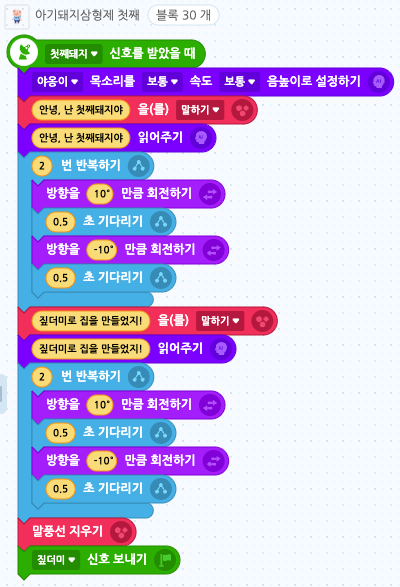 아기돼지삼형제 첫째 블록 30 개
첫째돼지 신호를 받았을 때
야옹이 목소리를 보통 속도 보통 음높이로 설정하기
안녕, 난 첫째돼지야 을(를) 말하기
안녕, 난 첫째돼지야 읽어주기
2 번 반복하기
방향을 10° 만큼 회전하기
0.5 초 기다리기
방향을 -10° 만큼 회전하기
0.5 초 기다리기
짚더미로 집을 만들었지! 을(를) 말하기
짚더미로 집을 만들었지! 읽어주기
2 번 반복하기
방향을 10° 만큼 회전하기
0.5 초 기다리기
방향을 -10° 만큼 회전하기
0.5 초 기다리기
말풍선 지우기
짚더미 신호 보내기